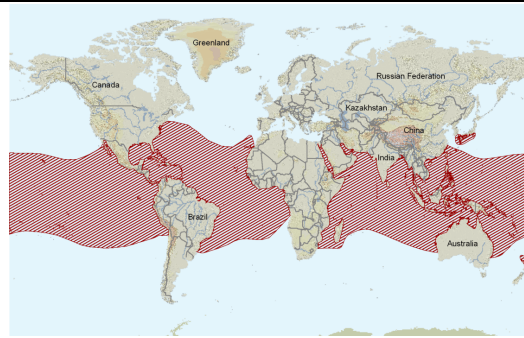 Greenland
Canada
Russian Federation
Kazakhstan
China
India
Brazil
Australia